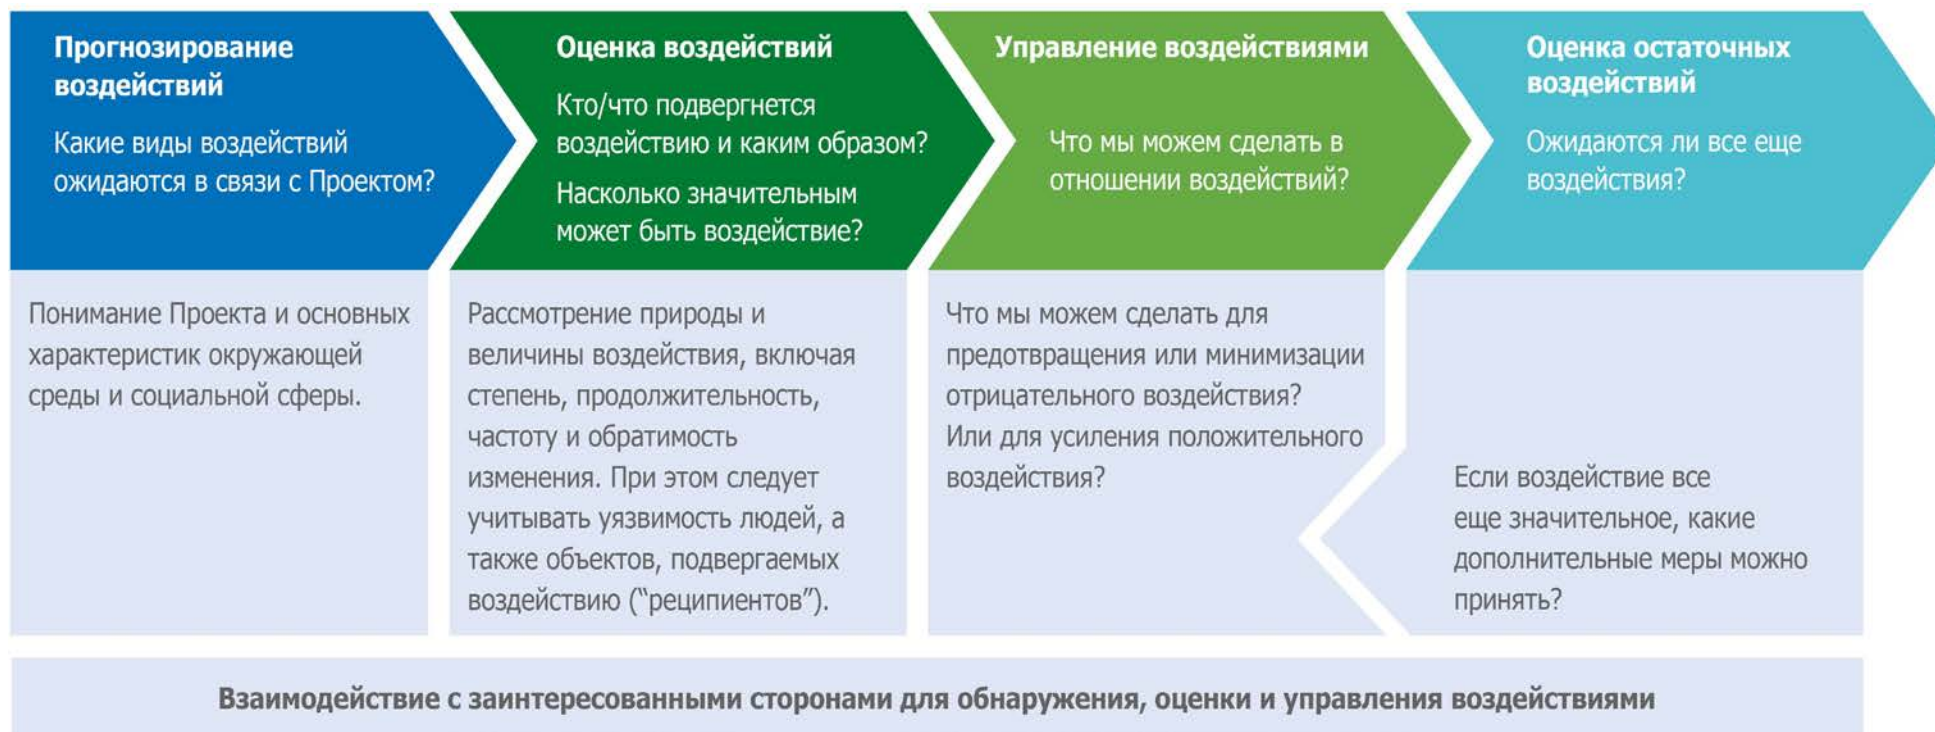 Прогнозирование
воздействий
Какие виды воздействий
ожидаются в связи с Проектом?
Оценка воздействий
Кто/что подвергнется
воздействию и каким образом?
Насколько значительным
может быть воздействие?
Управление воздействиями
Что мы можем сделать в
отношении воздействий?
Оценка остаточных
воздействий
Ожидаются ли все еще
воздействия?
Понимание Проекта и основных
характеристик окружающей
среды и социальной сферы.
Рассмотрение природы и
величины воздействия, включая
степень, продолжительность,
частоту и обратимость
изменения. При этом следует
учитывать уязвимость людей, а
также объектов, подвергаемых
воздействию (“реципиентов”).
Что мы можем сделать для
предотвращения или минимизации
отрицательного воздействия?
Или для усиления положительного
воздействия?
Если воздействие все
еще значительное, какие
дополнительные меры можно
принять?
Взаимодействие с заинтересованными сторонами для обнаружения, оценки и управления воздействиями